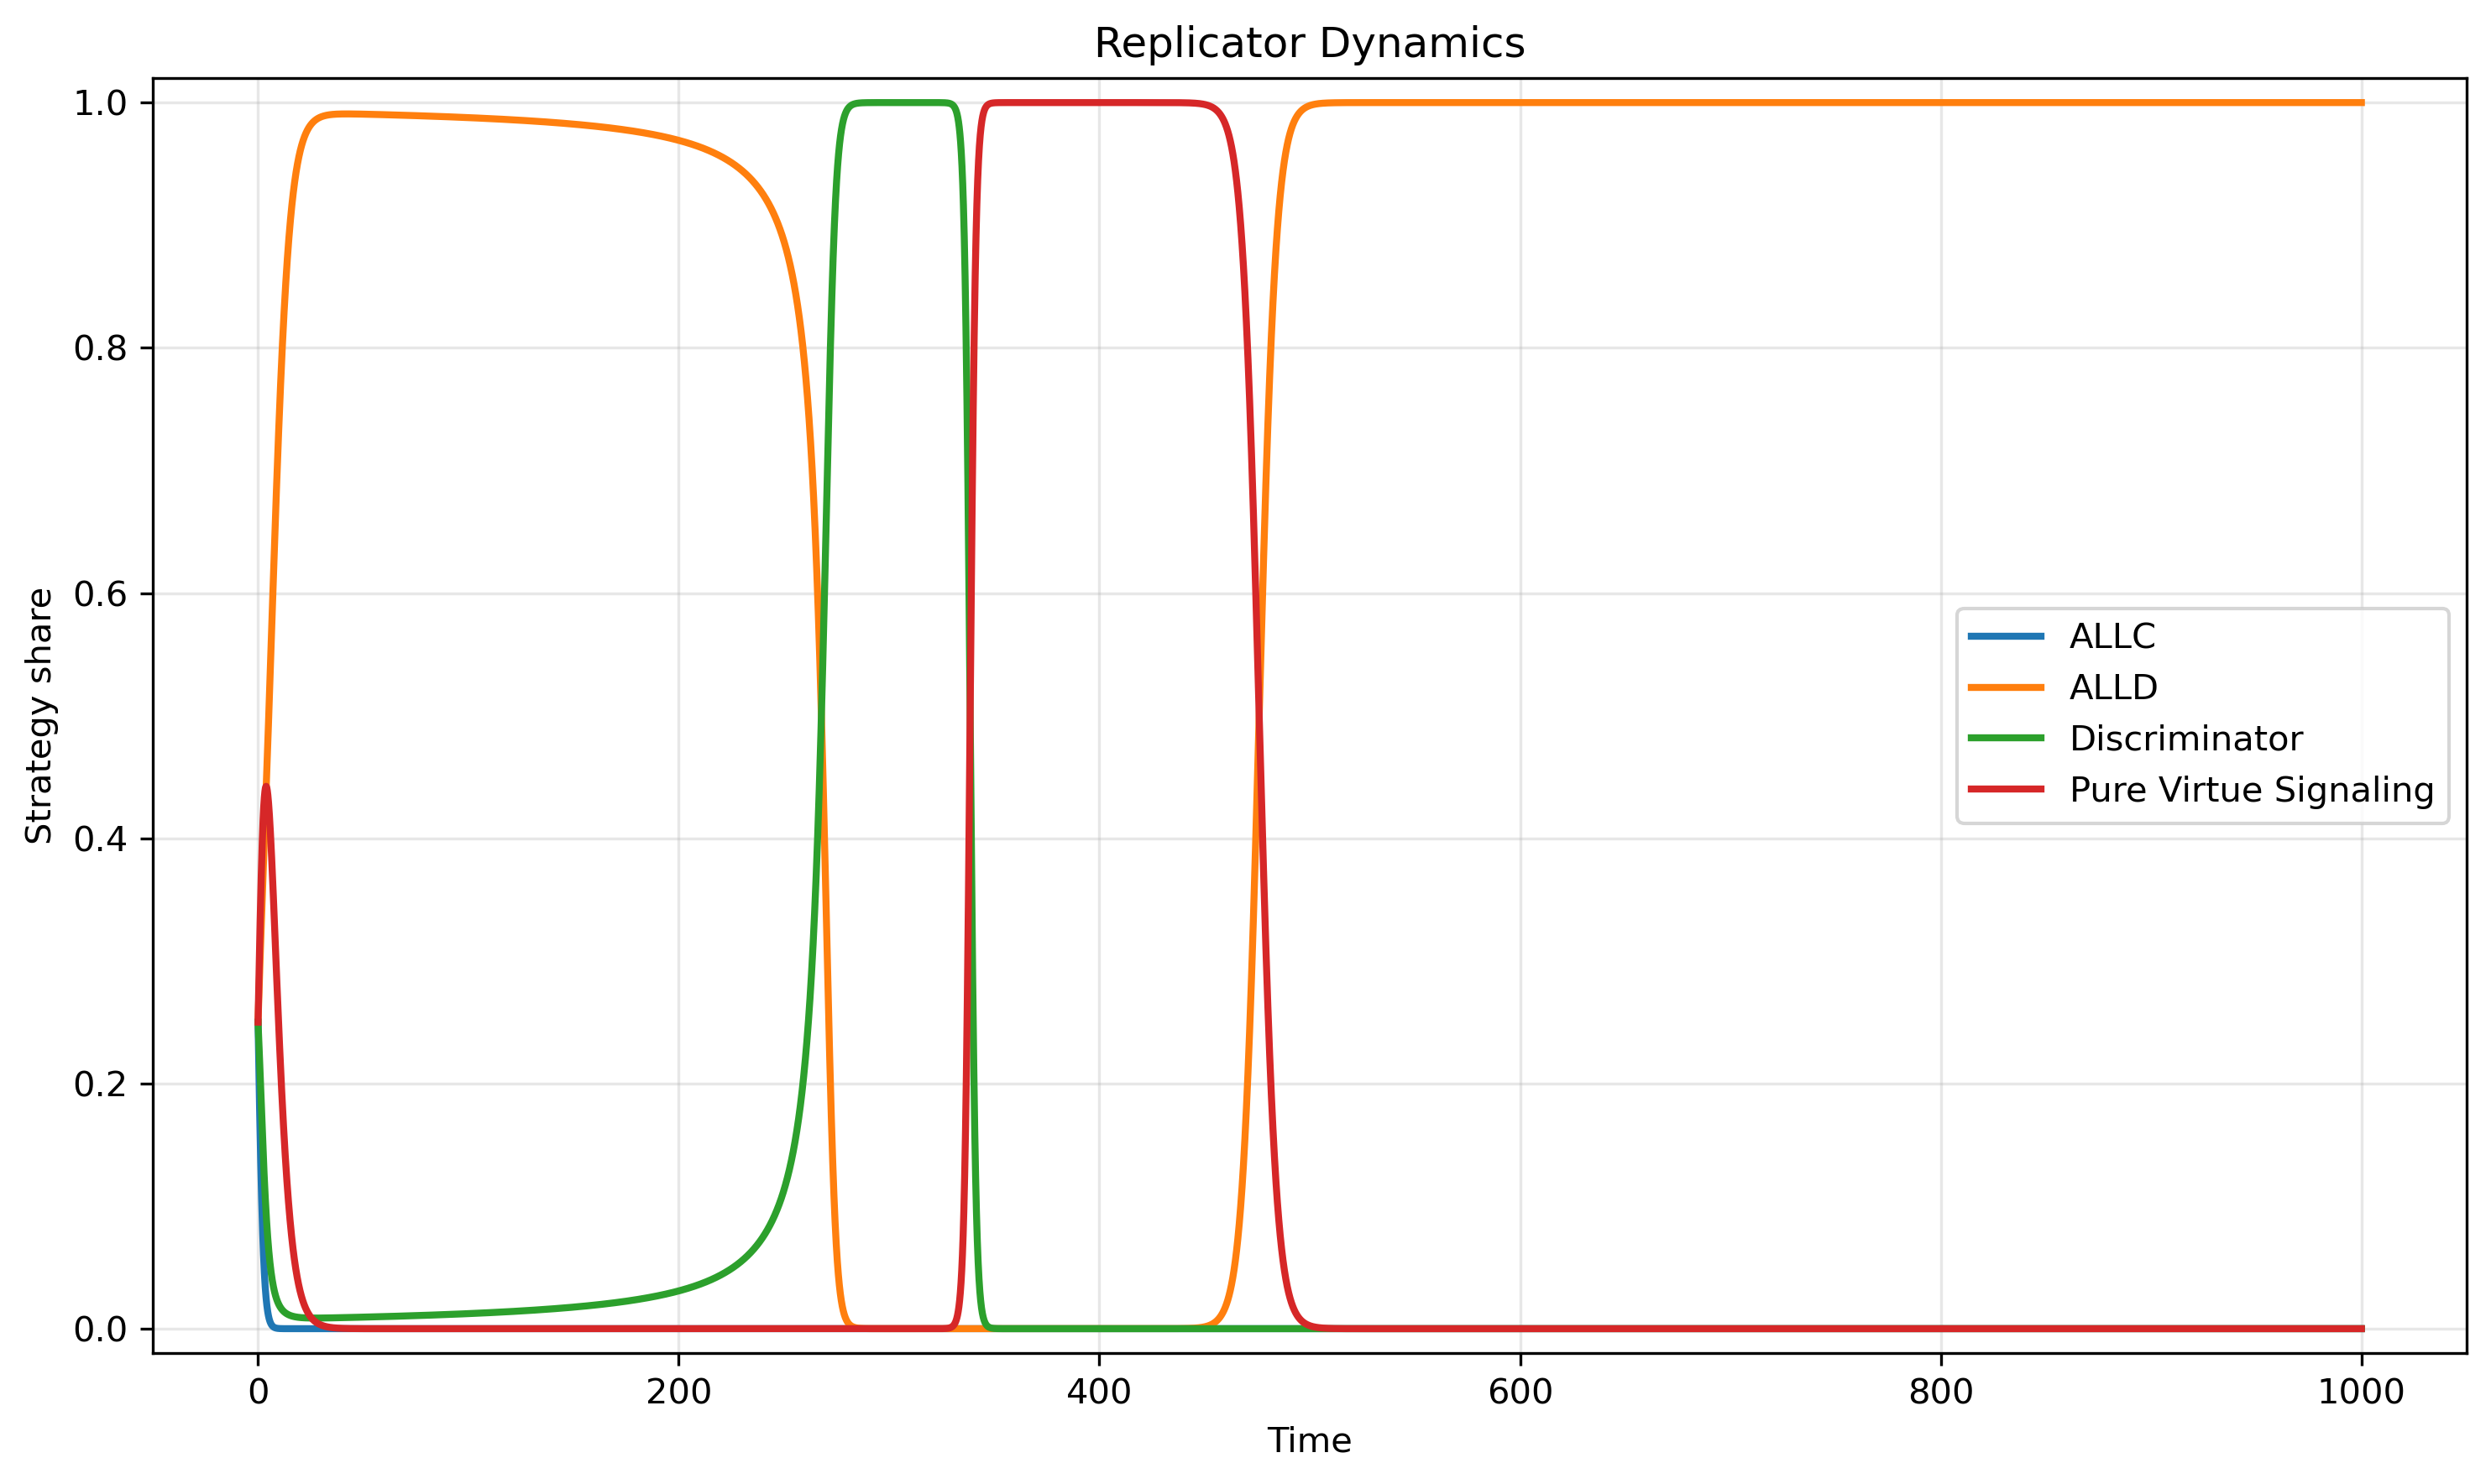 Replicator Dynamics
Strategy share
1.0
0.8
0.6
0.4
0.2
0.0
ALLC
ALLD
Discriminator
Pure Virtue Signaling
0 200 400 600 800 1000
Time